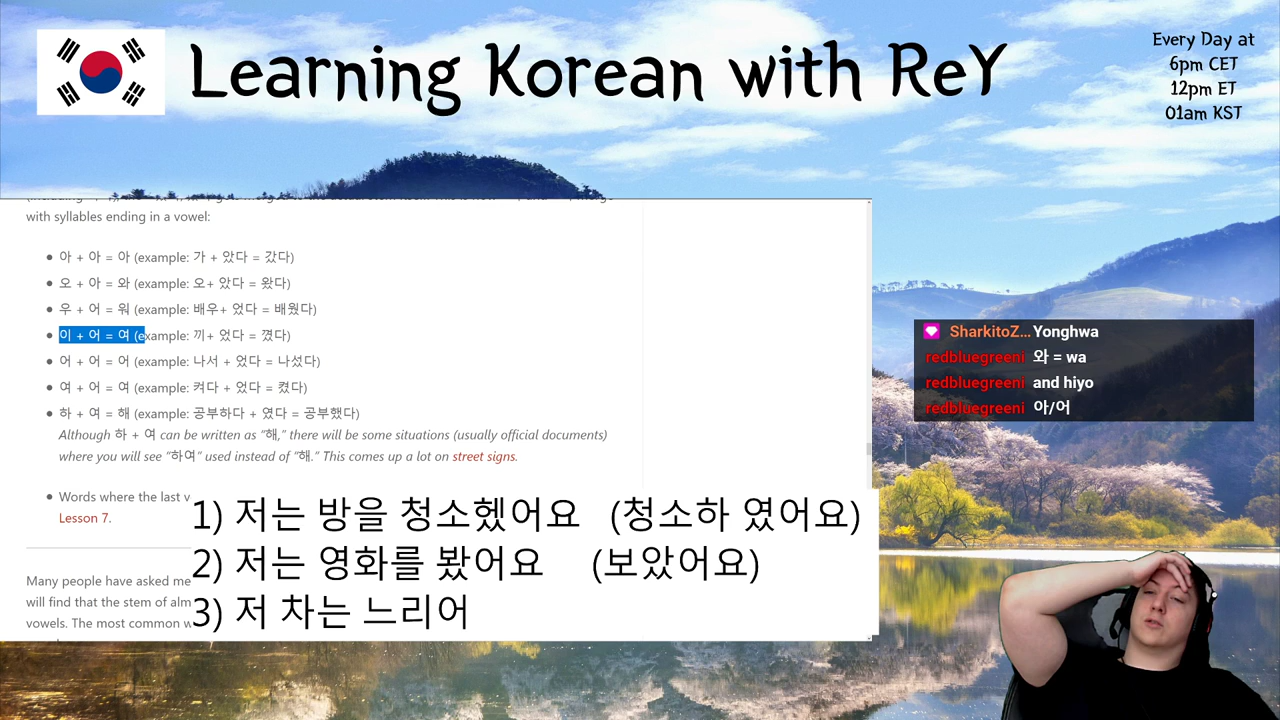 Learning Korean with ReY
Every Day at
6pm CET
12pm ET
01am KST
with syllables ending in a vowel:
• 아 + 아 = 아 (example: 가 + 았다 = 갔다)
• 오 + 아 = 와 (example: 오+ 았다 = 왔다)
• 우 + 어 = 워 (example: 배우+ 었다 = 배웠다)
• 이 + 어 = 여 (example: 끼+ 었다 = 꼈다)
• 어 + 어 = 어 (example: 나서 + 었다 = 나섰다)
• 여 + 어 = 여 (example: 켜다 + 었다 = 켰다)
• 하 + 여 = 해 (example: 공부하다 + 였다 = 공부했다)
Although 하 + 여 can be written as “해,” there will be some situations (usually official documents)
where you will see “하여” used instead of “해.” This comes up a lot on street signs.
• Words where the last v
Lesson 7.
Many people have asked me
will find that the stem of alm
vowels. The most common w
1) 저는 방을 청소헸어요 (청소하 였어요)
2) 저는 영화를 봤어요 (보았어요)
3) 저 차는 느리어
SharkitoZ... Yonghwa
redbluegreeni 와 = wa
redbluegreeni and hiyo
redbluegreeni 아/어